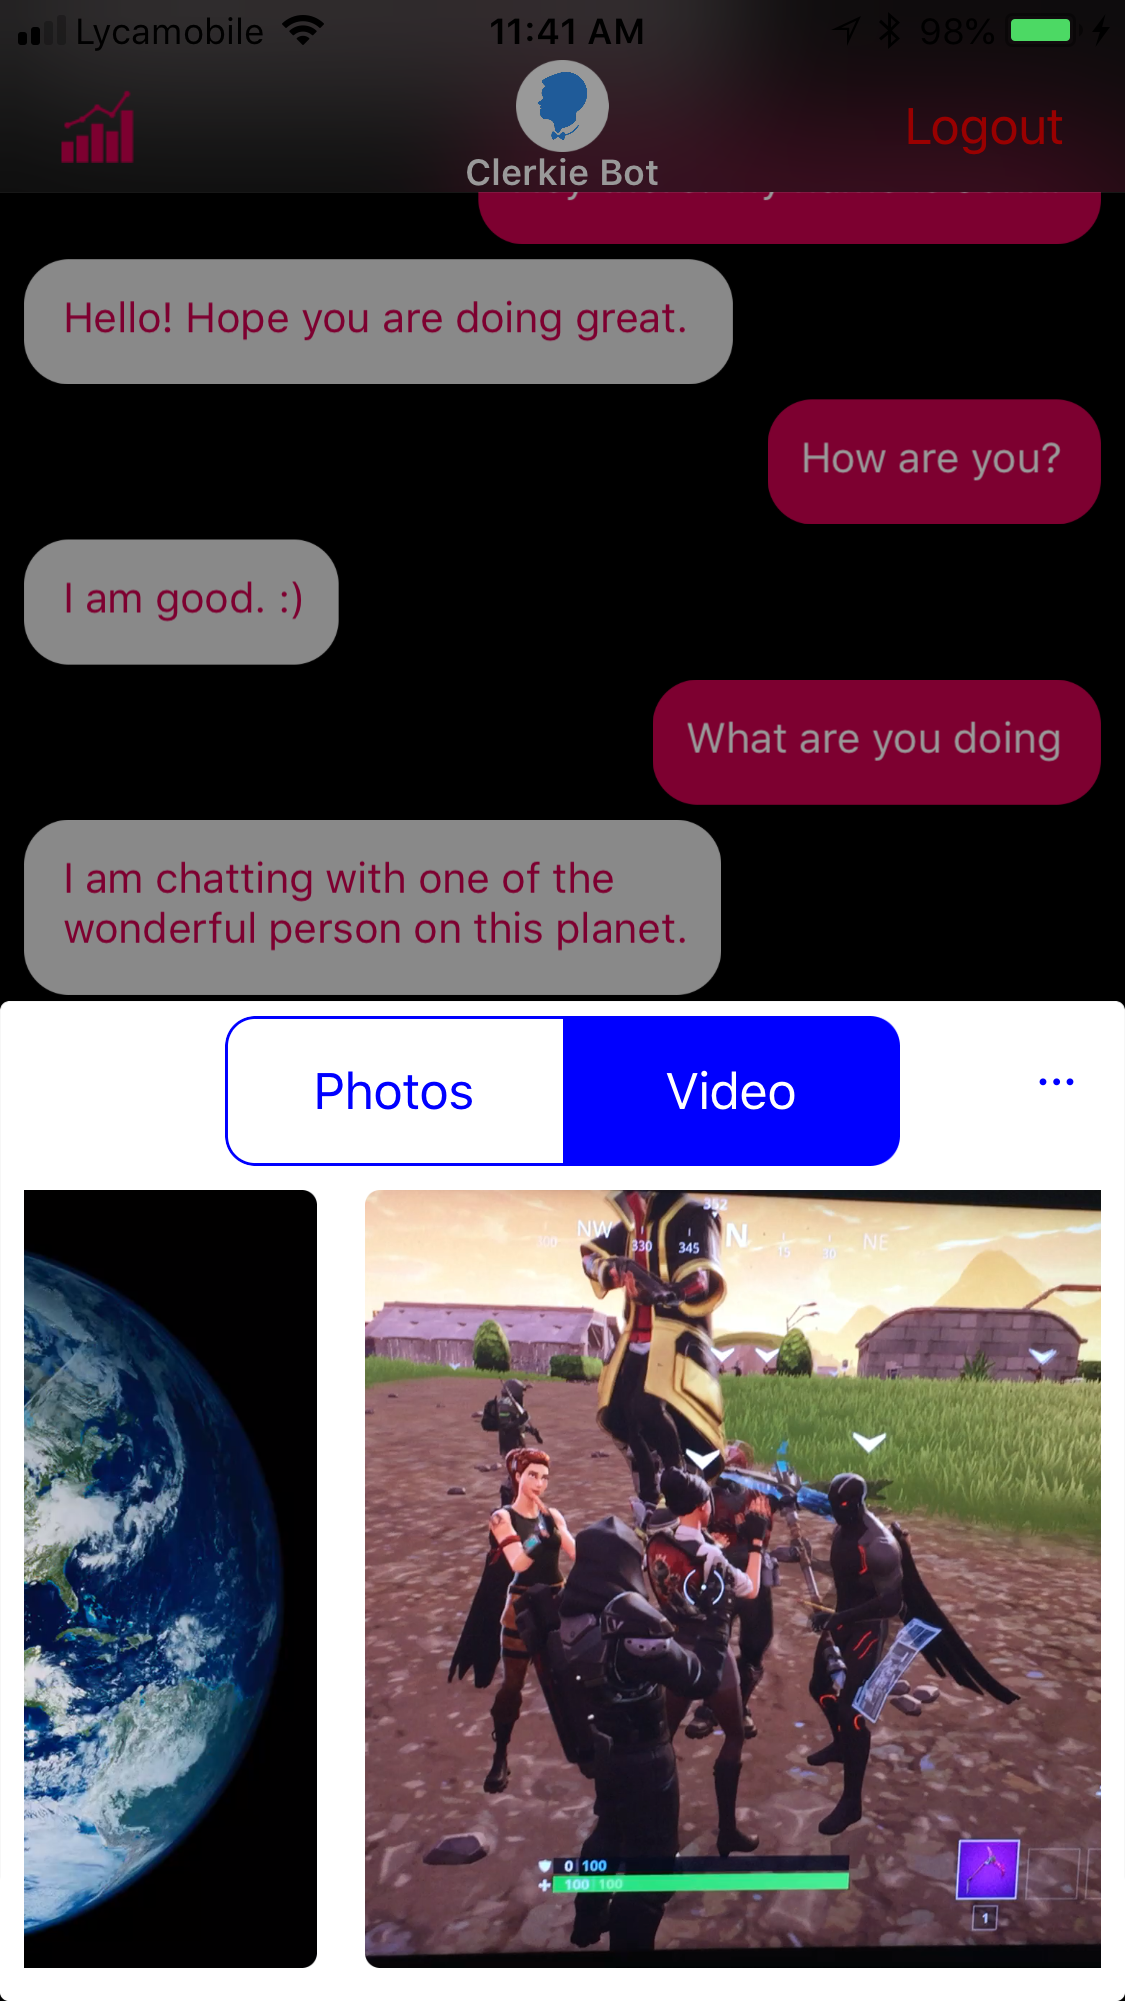 Lycamobile
11:41 AM
98%
Clerkie Bot
Logout
Hello! Hope you are doing great.
How are you?
I am good. :)
What are you doing
I am chatting with one of the
wonderful person on this planet.
Photos
Video
...
352
300 NW 330 345 N 15 30 NE
0 | 100
100 | 100
1